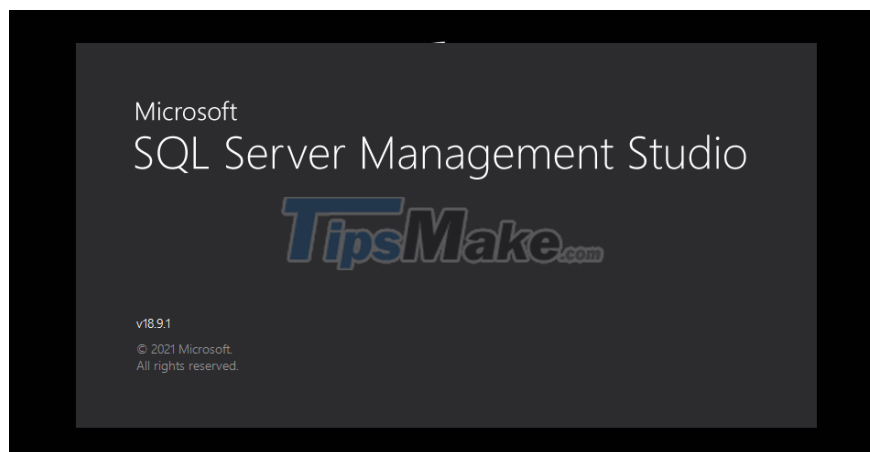 Microsoft
SQL Server Management Studio
TipsMake.com
v18.9.1
© 2021 Microsoft.
All rights reserved.